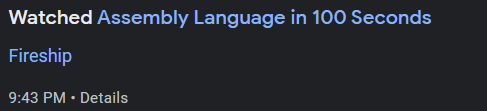 Watched Assembly Language in 100 Seconds
Fireship
9:43 PM • Details